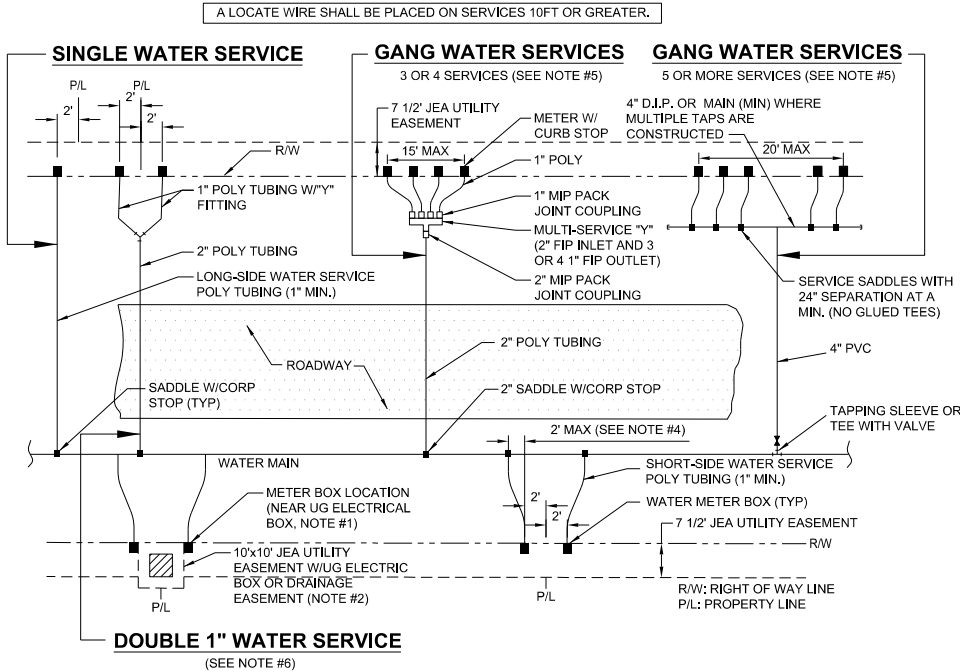 A LOCATE WIRE SHALL BE PLACED ON SERVICES 10FT OR GREATER.
SINGLE WATER SERVICE
GANG WATER SERVICES
3 OR 4 SERVICES (SEE NOTE #5)
GANG WATER SERVICES
5 OR MORE SERVICES (SEE NOTE #5)
P/L
2'
P/L
2'
2'
R/W
7 1/2' JEA UTILITY
EASEMENT
15' MAX
METER W/
CURB STOP
1" POLY
4" D.I.P. OR MAIN (MIN) WHERE
MULTIPLE TAPS ARE
CONSTRUCTED
20' MAX
1" POLY TUBING W/"Y"
FITTING
2" POLY TUBING
LONG-SIDE WATER SERVICE
POLY TUBING (1" MIN.)
1" MIP PACK
JOINT COUPLING
MULTI-SERVICE "Y"
(2" FIP INLET AND 3
OR 4 1" FIP OUTLET)
2" MIP PACK
JOINT COUPLING
SERVICE SADDLES WITH
24" SEPARATION AT A
MIN. (NO GLUED TEES)
ROADWAY
2" POLY TUBING
4" PVC
SADDLE W/CORP
STOP (TYP)
2" SADDLE W/CORP STOP
TAPPING SLEEVE OR
TEE WITH VALVE
2' MAX (SEE NOTE #4)
WATER MAIN
SHORT-SIDE WATER SERVICE
POLY TUBING (1" MIN.)
METER BOX LOCATION
(NEAR UG ELECTRICAL
BOX, NOTE #1)
2'
2'
WATER METER BOX (TYP)
7 1/2' JEA UTILITY EASEMENT
R/W
10'x10' JEA UTILITY
EASEMENT W/UG ELECTRIC
BOX OR DRAINAGE
EASEMENT (NOTE #2)
P/L
P/L
R/W: RIGHT OF WAY LINE
P/L: PROPERTY LINE
DOUBLE 1" WATER SERVICE
(SEE NOTE #6)